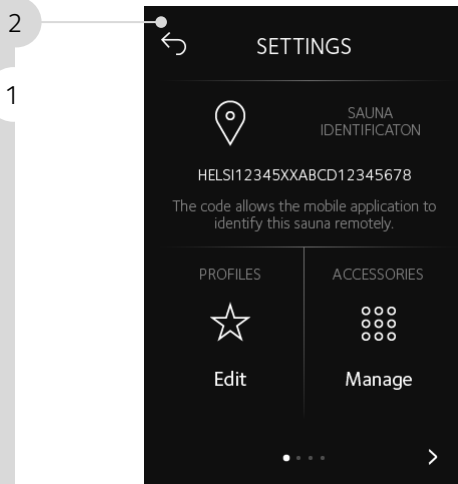 2
1
SETTINGS
SAUNA
IDENTIFICATON
HELSI12345XXABCD12345678
The code allows the mobile application to
identify this sauna remotely.
PROFILES
ACCESSORIES
Edit
Manage